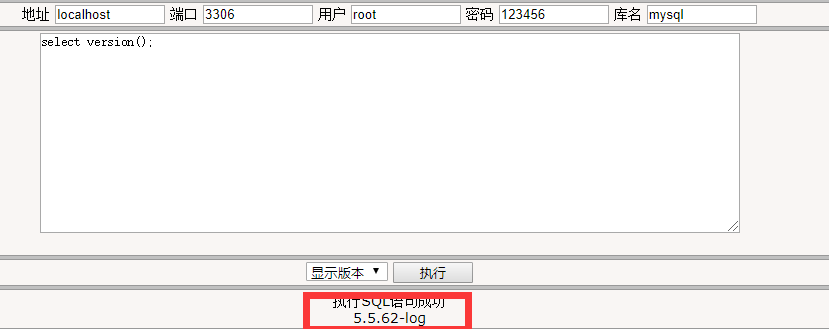 地址 localhost 端口 3306 用户 root 密码 123456 库名 mysql
select version();
显示版本 执行
执行SQL语句成功
5.5.62-log